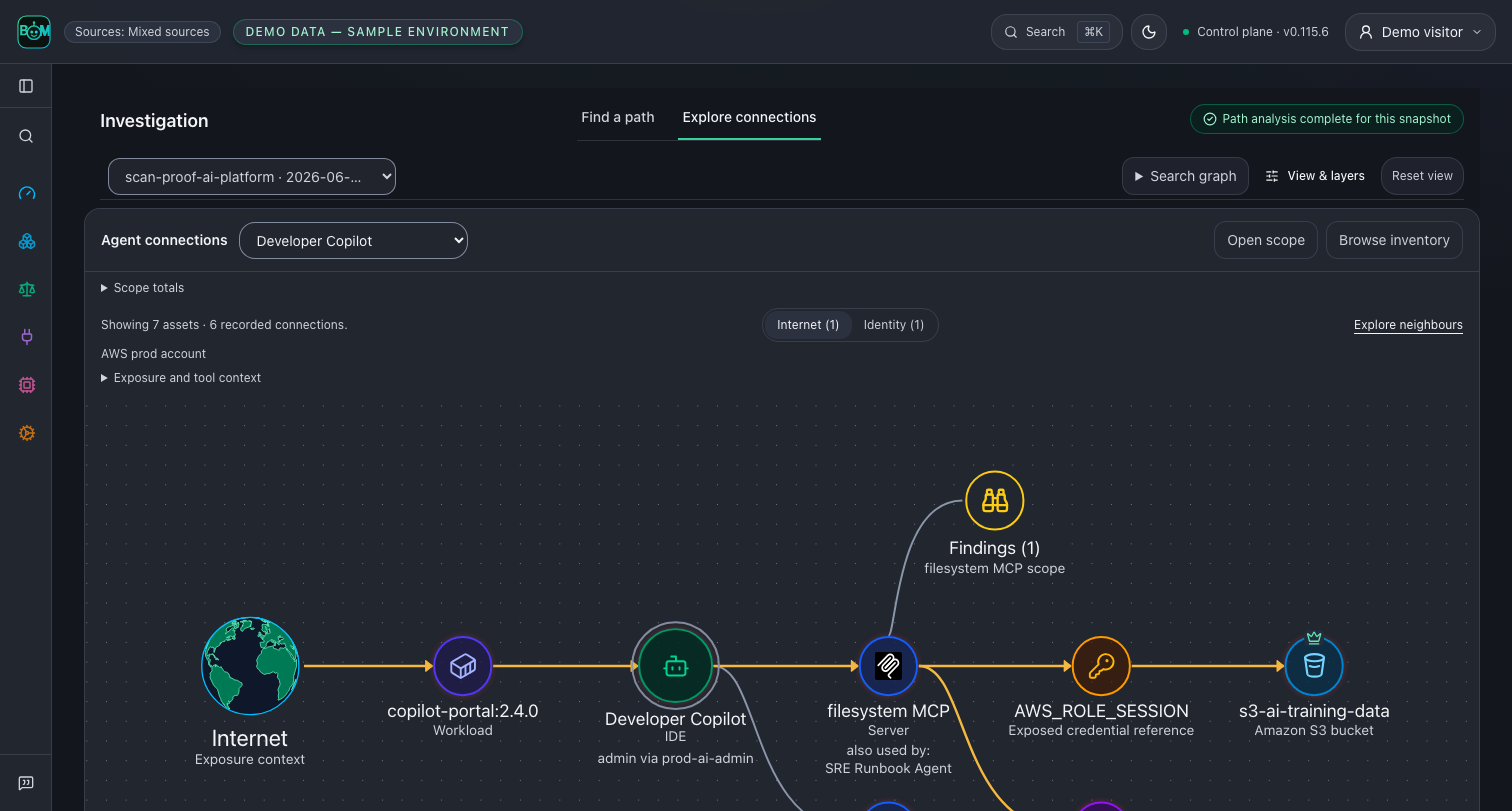 BOM
Sources: Mixed sources
DEMO DATA — SAMPLE ENVIRONMENT
Search ⌘K
Control plane · v0.115.6
Demo visitor
Investigation
Find a path
Explore connections
Path analysis complete for this snapshot
scan-proof-ai-platform · 2026-06-...
Search graph
View & layers
Reset view
Agent connections
Developer Copilot
Open scope
Browse inventory
Scope totals
Showing 7 assets · 6 recorded connections.
Internet (1)
Identity (1)
Explore neighbours
AWS prod account
Exposure and tool context
Findings (1)
filesystem MCP scope
Internet
Exposure context
copilot-portal:2.4.0
Workload
Developer Copilot
IDE
admin via prod-ai-admin
filesystem MCP
Server
also used by:
SRE Runbook Agent
AWS_ROLE_SESSION
Exposed credential reference
s3-ai-training-data
Amazon S3 bucket